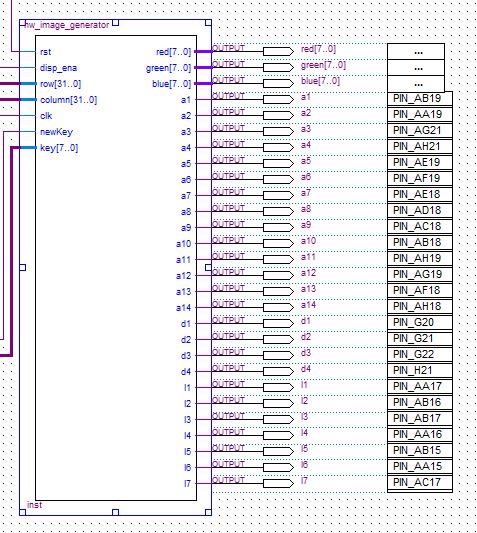 hw_image_generator
rst red[7..0] OUTPUT red[7..0] ...
disp_ena green[7..0] OUTPUT green[7..0] ...
row[31..0] blue[7..0] OUTPUT blue[7..0] ...
column[31..0] a1 OUTPUT a1 PIN_AB19
clk a2 OUTPUT a2 PIN_AA19
newKey a3 OUTPUT a3 PIN_AG21
key[7..0] a4 OUTPUT a4 PIN_AH21
a5 OUTPUT a5 PIN_AE19
a6 OUTPUT a6 PIN_AF19
a7 OUTPUT a7 PIN_AE18
a8 OUTPUT a8 PIN_AD18
a9 OUTPUT a9 PIN_AC18
a10 OUTPUT a10 PIN_AB18
a11 OUTPUT a11 PIN_AH19
a12 OUTPUT a12 PIN_AG19
a13 OUTPUT a13 PIN_AF18
a14 OUTPUT a14 PIN_AH18
d1 OUTPUT d1 PIN_G20
d2 OUTPUT d2 PIN_G21
d3 OUTPUT d3 PIN_G22
d4 OUTPUT d4 PIN_H21
l1 OUTPUT l1 PIN_AA17
l2 OUTPUT l2 PIN_AB16
l3 OUTPUT l3 PIN_AB17
l4 OUTPUT l4 PIN_AA16
l5 OUTPUT l5 PIN_AB15
l6 OUTPUT l6 PIN_AA15
l7 OUTPUT l7 PIN_AC17
inst